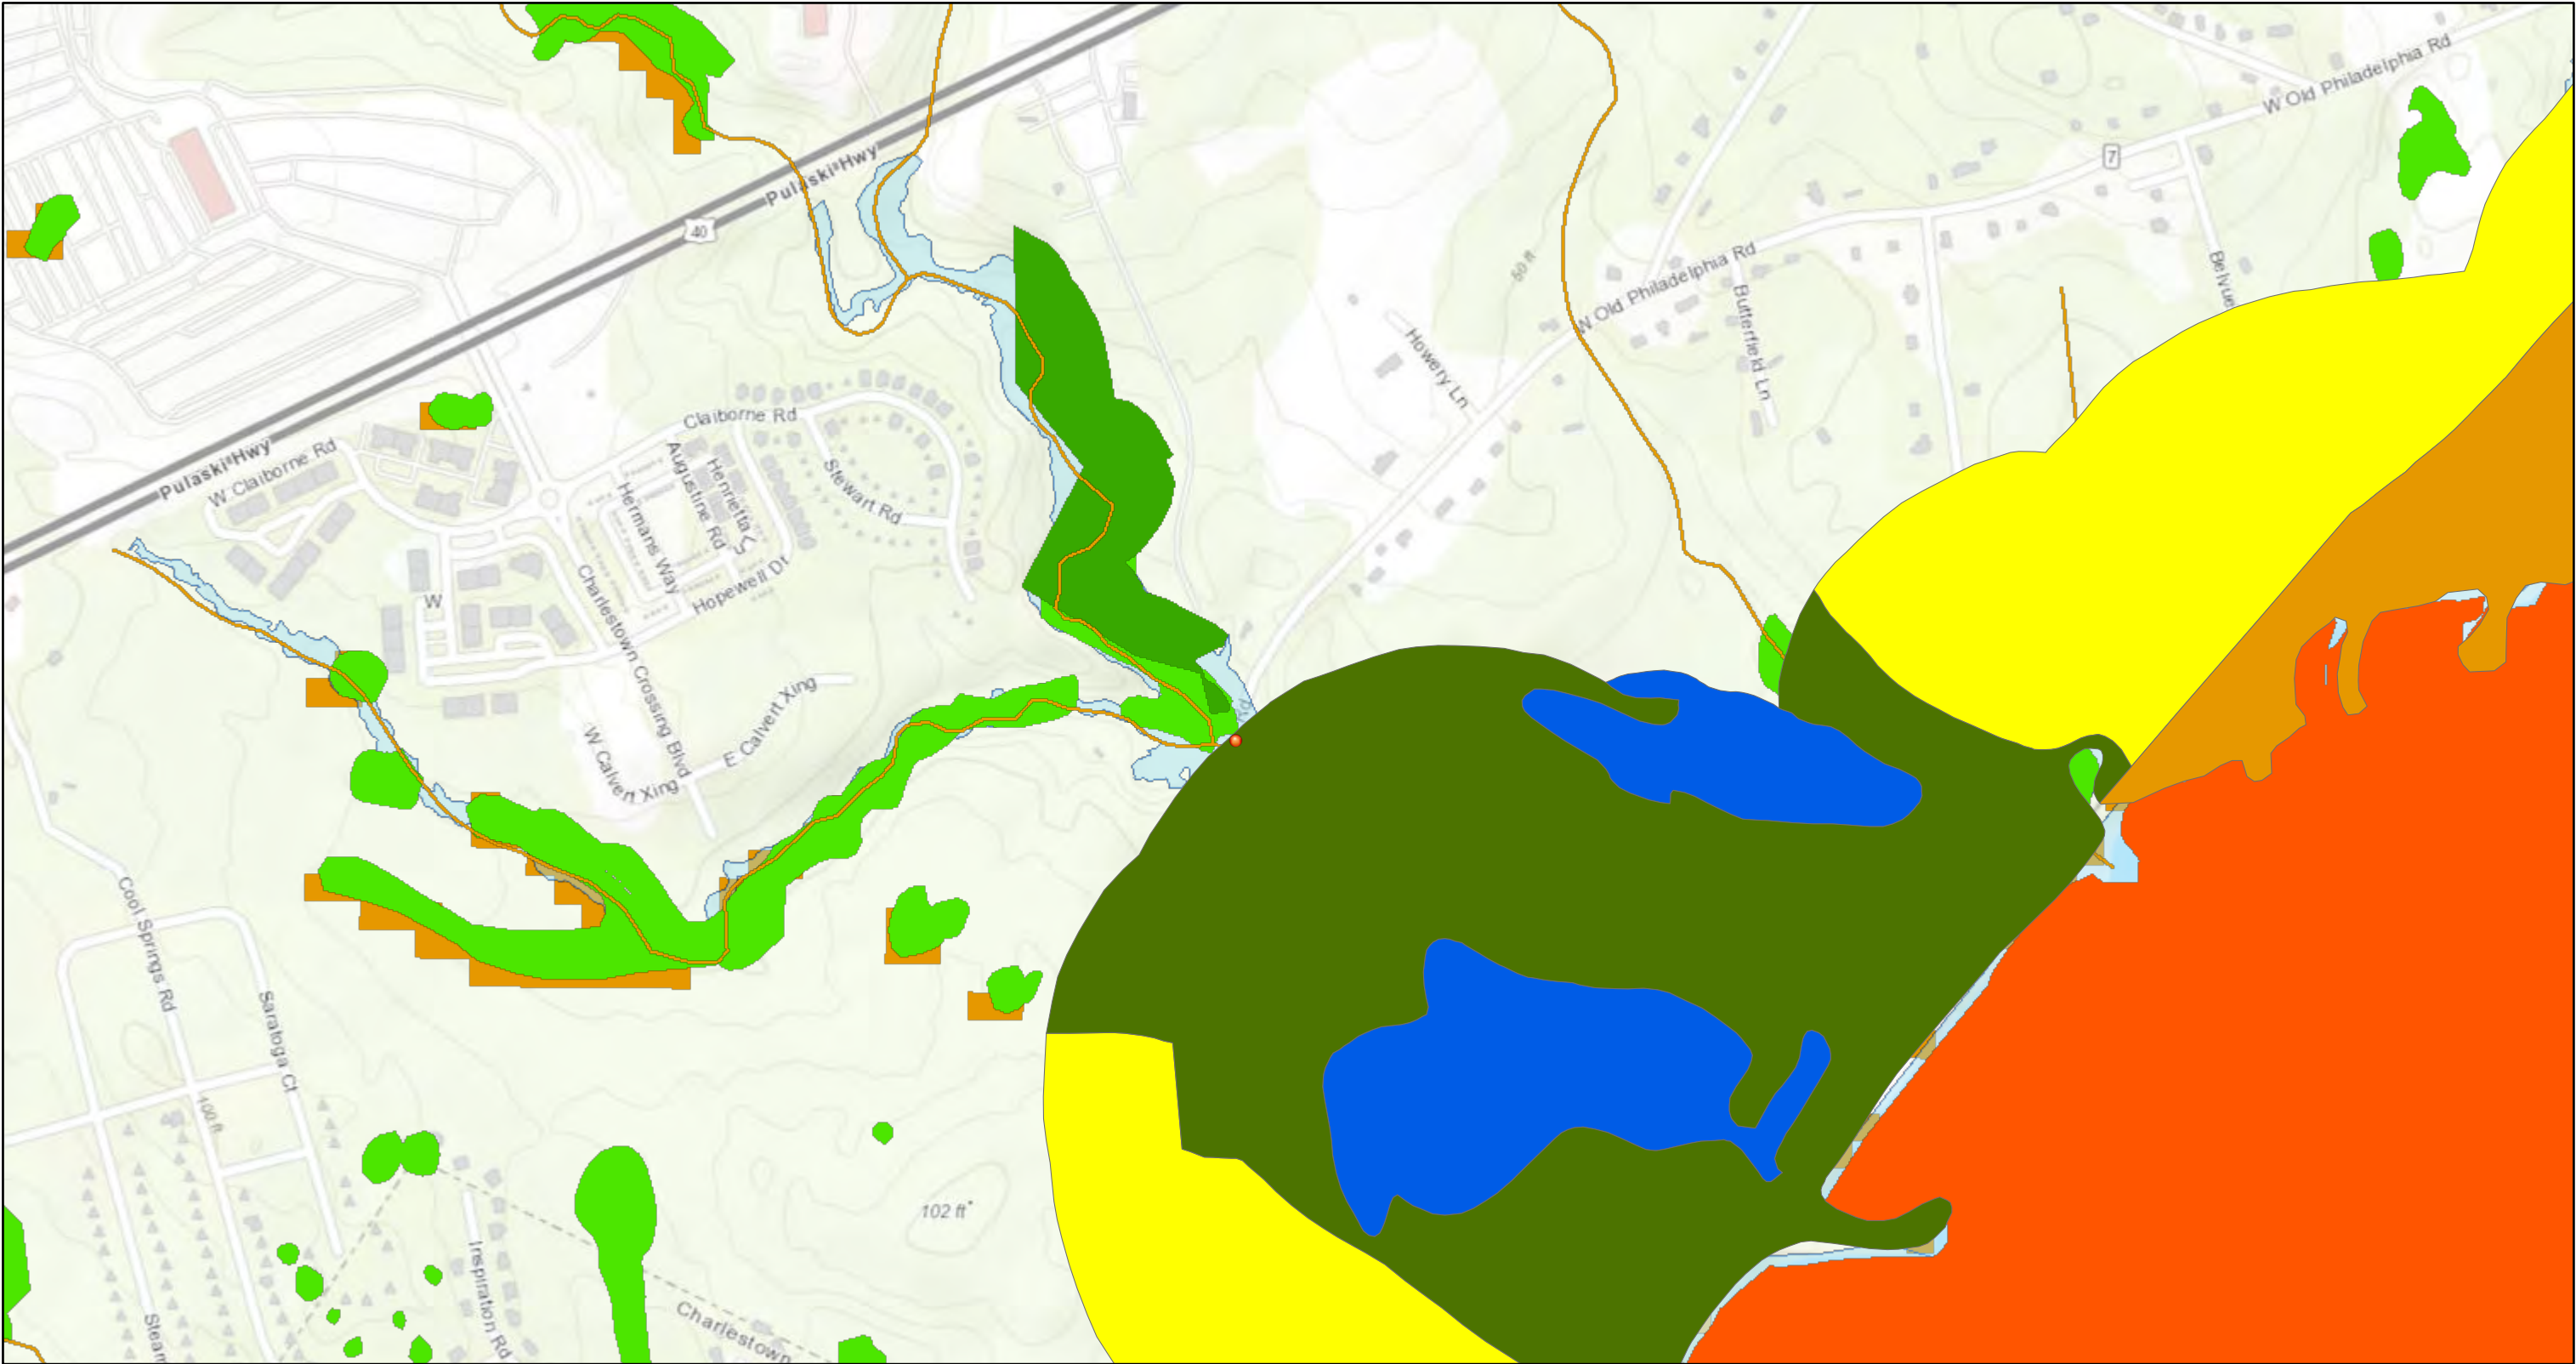 W Old Philadelphia Rd
7
Pulaski Hwy
40
W Old Philadelphia Rd
Belvue
50 ft
Butterfield Ln
Howery Ln
Claiborne Rd
Pulaski Hwy
W Claiborne Rd
Augustine Rd
Henrietta S
Stewart Rd
Hermans Way
Hopewell Dr
W
Charlestown Crossing Blvd
E Calvert Xing
W Calvert Xing
Cool Springs Rd
Saratoga Ct
100 ft
102 ft
Inspiration Rd
Steam
Charlestown